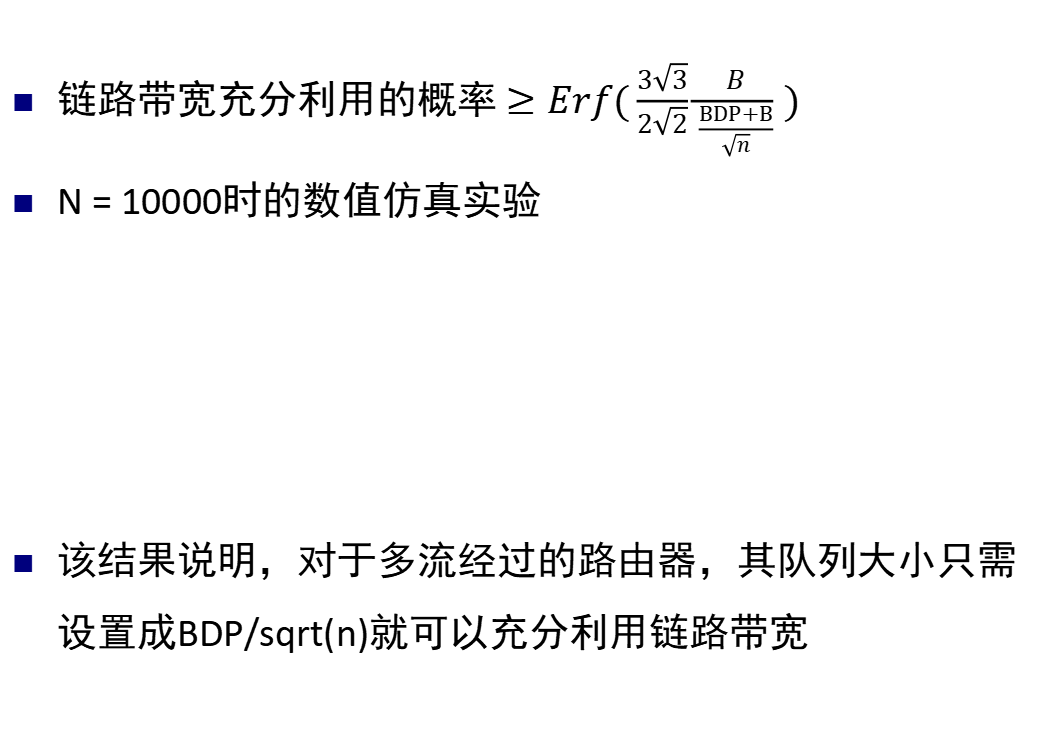 ■ 链路带宽充分利用的概率 ≥ Erf(\frac{3√3}{2√2} \frac{B}{\frac{BDP+B}{√n}})
■ N = 10000时的数值仿真实验
■ 该结果说明，对于多流经过的路由器，其队列大小只需
设置成BDP/sqrt(n)就可以充分利用链路带宽